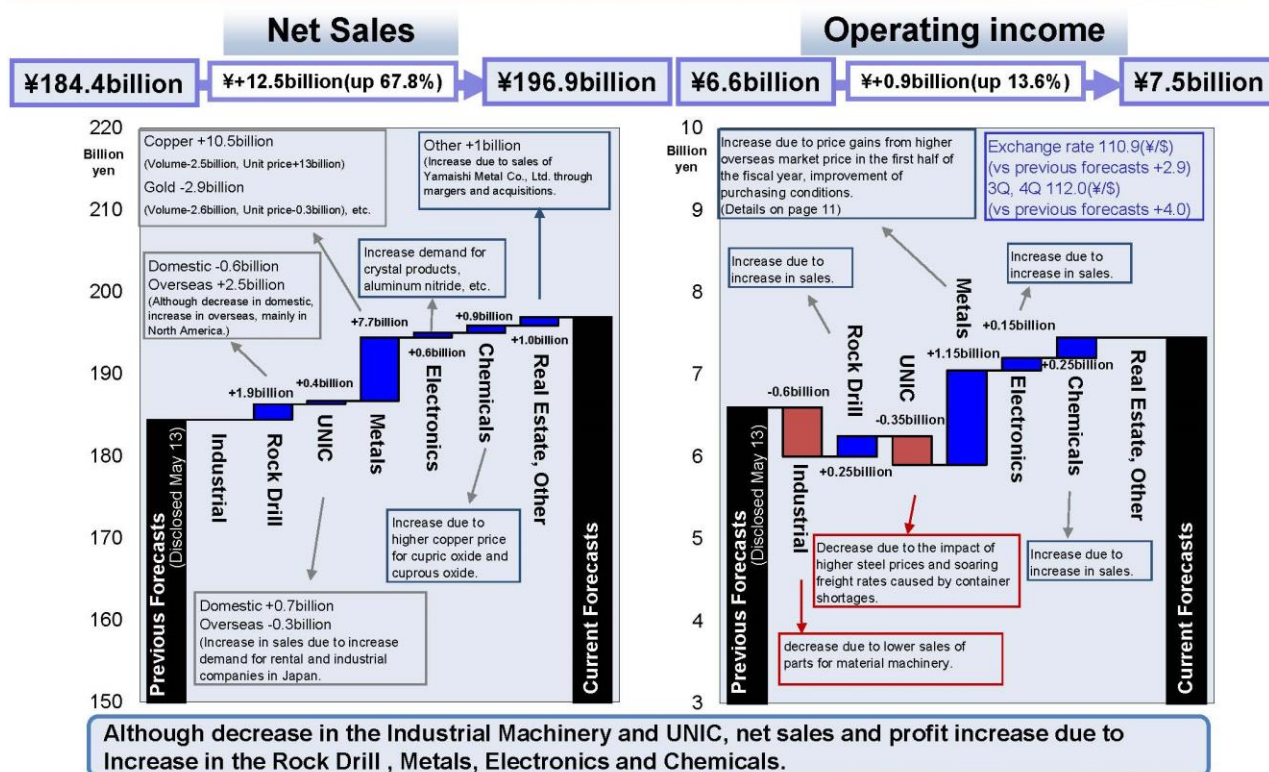 Net Sales
¥184.4billion
¥+12.5billion(up 67.8%)
¥196.9billion
220
Billion
yen
210
200
190
180
170
160
150
Copper +10.5billion
(Volume-2.5billion, Unit price+13billion)
Gold -2.9billion
(Volume-2.6billion, Unit price-0.3billion), etc.
Other +1billion
(Increase due to sales of
Yamaishi Metal Co., Ltd. through
margers and acquisitions.
Domestic -0.6billion
Overseas +2.5billion
(Although decrease in domestic,
increase in overseas, mainly in
North America.)
Increase demand for
crystal products,
aluminum nitride, etc.
+1.9billion
+0.4billion
+7.7billion
+0.6billion
+0.9billion
+1.0billion
Previous Forecasts
(Disclosed May 13)
Industrial
Rock Drill
UNIC
Metals
Electronics
Chemicals
Real Estate, Other
Current Forecasts
Increase due to
higher copper price
for cupric oxide and
cuprous oxide.
Domestic +0.7billion
Overseas -0.3billion
(Increase in sales due to increase
demand for rental and industrial
companies in Japan.
Operating income
¥6.6billion
¥+0.9billion(up 13.6%)
¥7.5billion
10
Billion
yen
9
8
7
6
5
4
3
Increase due to price gains from higher
overseas market price in the first half of
the fiscal year, improvement of
purchasing conditions.
(Details on page 11)
Exchange rate 110.9(¥/$)
(vs previous forecasts +2.9)
3Q, 4Q 112.0(¥/$)
(vs previous forecasts +4.0)
Increase due to
increase in sales.
Increase due to
increase in sales.
-0.6billion
+0.25billion
-0.35billion
+1.15billion
+0.15billion
+0.25billion
Previous Forecasts
(Disclosed May 13)
Industrial
Rock Drill
UNIC
Metals
Electronics
Chemicals
Real Estate, Other
Current Forecasts
Decrease due to the impact of
higher steel prices and soaring
freight rates caused by container
shortages.
Increase due to
increase in sales.
decrease due to lower sales of
parts for material machinery.
Although decrease in the Industrial Machinery and UNIC, net sales and profit increase due to
Increase in the Rock Drill , Metals, Electronics and Chemicals.